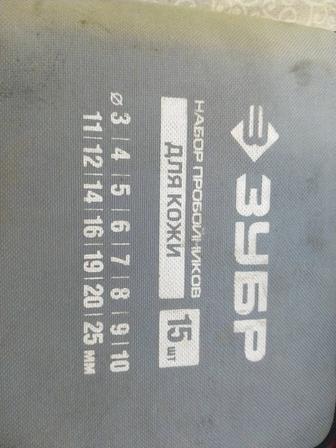 ЗУБР
НАБОР ПРОБОЙНИКОВ
ДЛЯ КОЖИ 15 ШТ
⌀ 3 | 4 | 5 | 6 | 7 | 8 | 9 | 10
11 | 12 | 14 | 16 | 19 | 20 | 25 ММ